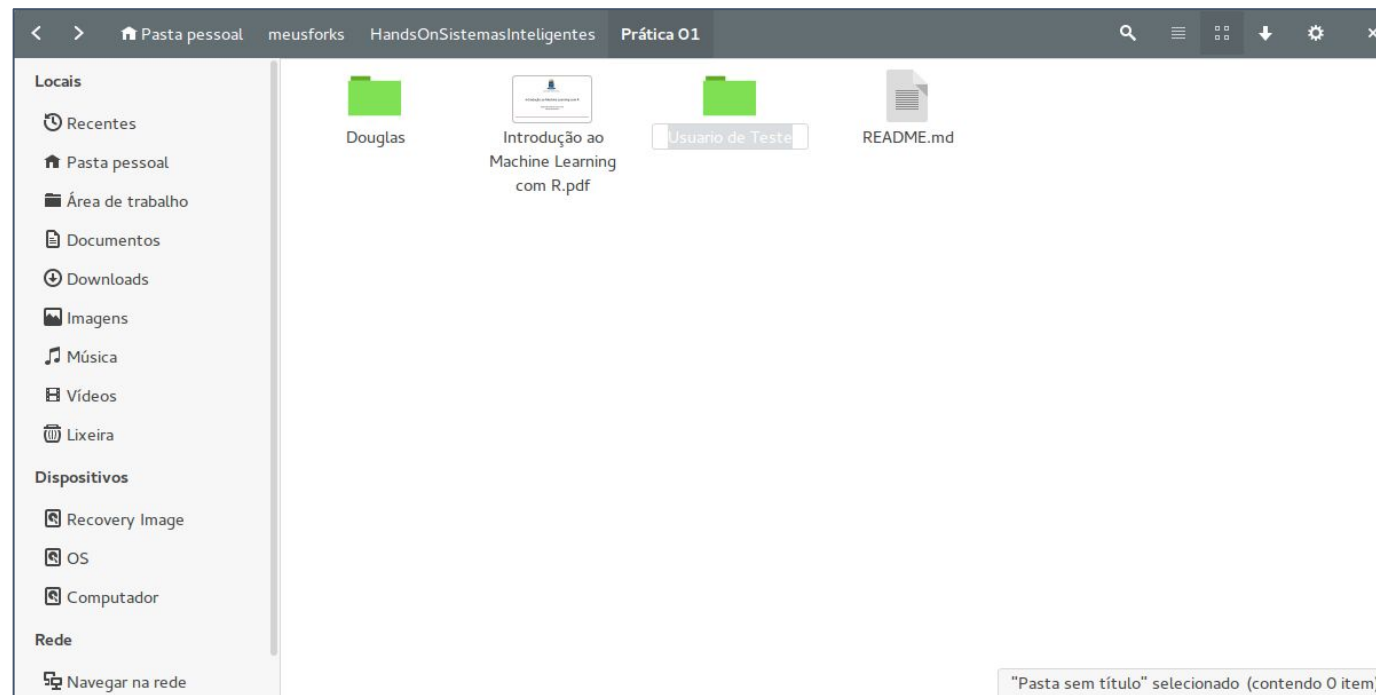 Pasta pessoal meusforks HandsOnSistemasInteligentes Prática 01
Locais
Recentes
Pasta pessoal
Área de trabalho
Documentos
Downloads
Imagens
Música
Vídeos
Lixeira
Dispositivos
Recovery Image
OS
Computador
Rede
Navegar na rede
Douglas
Introdução ao
Machine Learning
com R.pdf
Usuario de Teste
README.md
"Pasta sem título" selecionado (contendo 0 item)